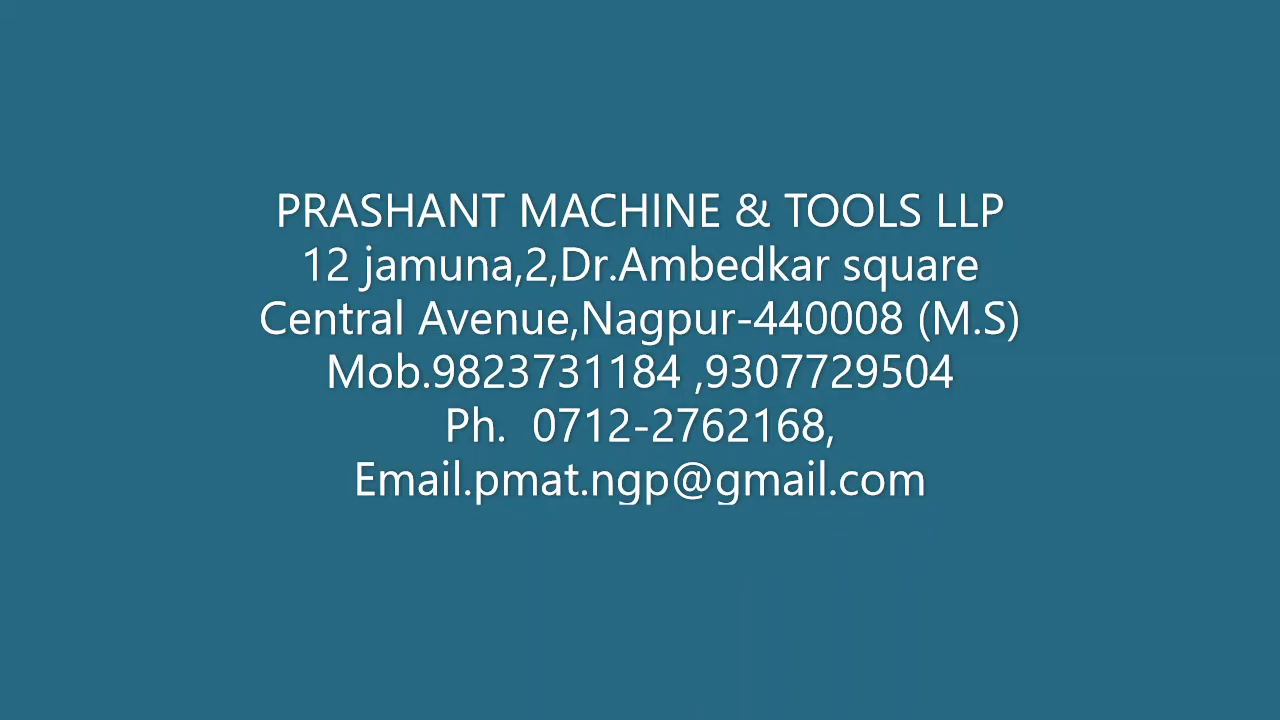 PRASHANT MACHINE & TOOLS LLP
12 jamuna,2,Dr.Ambedkar square
Central Avenue,Nagpur-440008 (M.S)
Mob.9823731184 ,9307729504
Ph.  0712-2762168,
Email.pmat.ngp@gmail.com